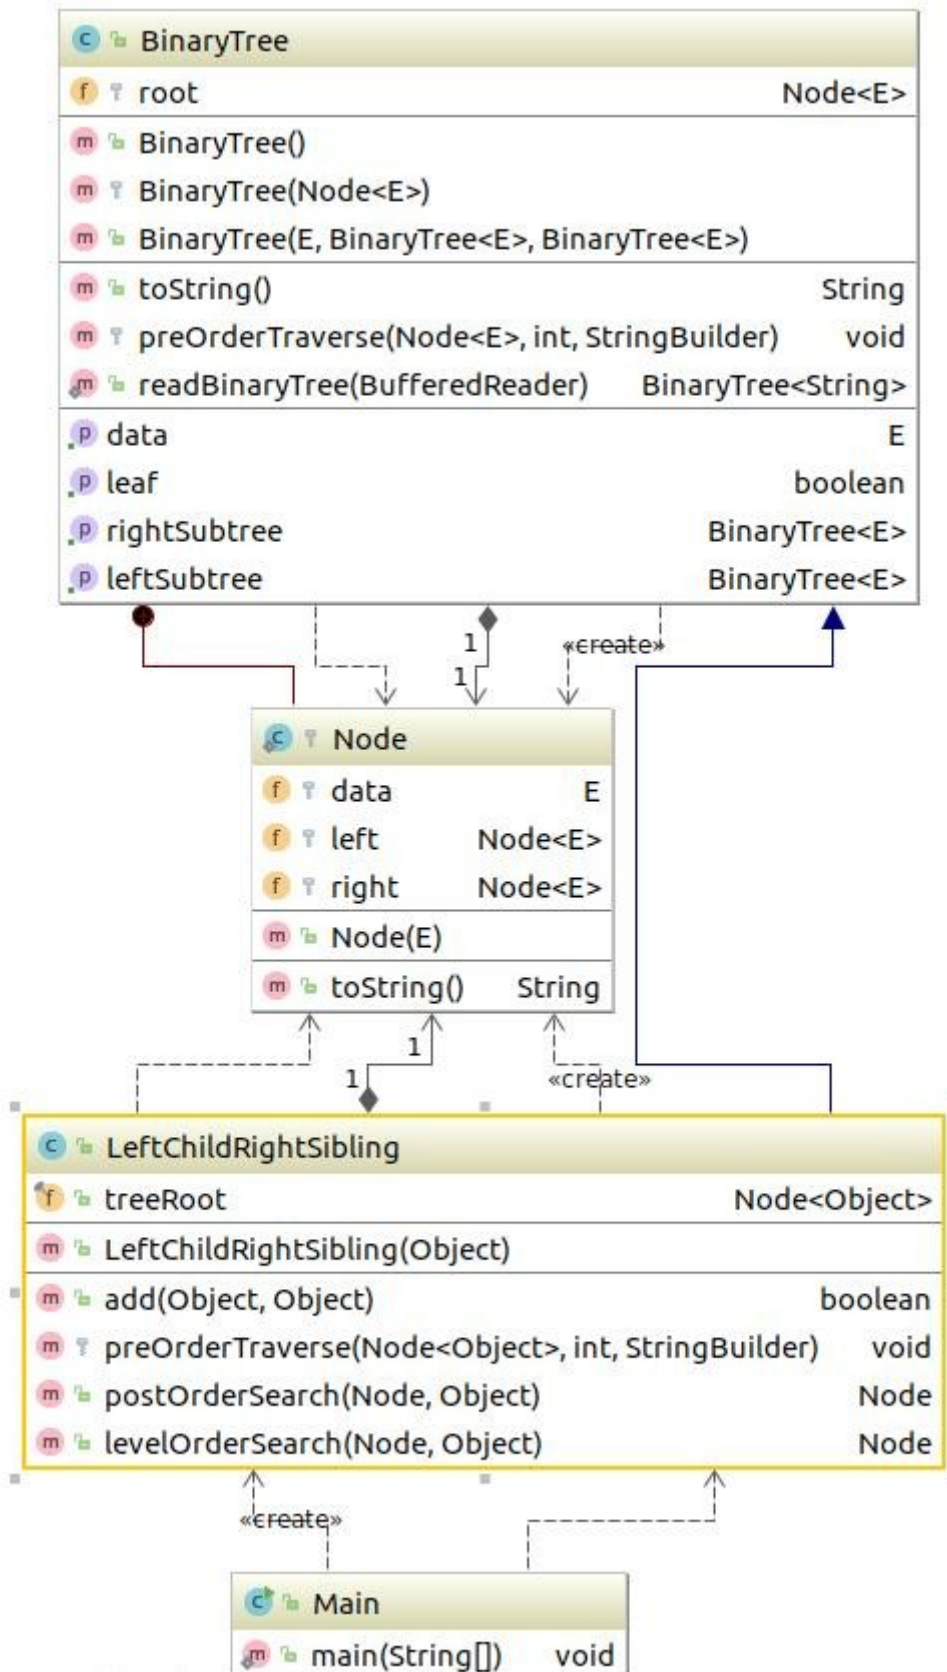 BinaryTree
root Node<E>
BinaryTree()
BinaryTree(Node<E>)
BinaryTree(E, BinaryTree<E>, BinaryTree<E>)
toString() String
preOrderTraverse(Node<E>, int, StringBuilder) void
readBinaryTree(BufferedReader) BinaryTree<String>
data E
leaf boolean
rightSubtree BinaryTree<E>
leftSubtree BinaryTree<E>
1 «create»
1
Node
data E
left Node<E>
right Node<E>
Node(E)
toString() String
1
1 «create»
LeftChildRightSibling
treeRoot Node<Object>
LeftChildRightSibling(Object)
add(Object, Object) boolean
preOrderTraverse(Node<Object>, int, StringBuilder) void
postOrderSearch(Node, Object) Node
levelOrderSearch(Node, Object) Node
«create»
Main
main(String[]) void